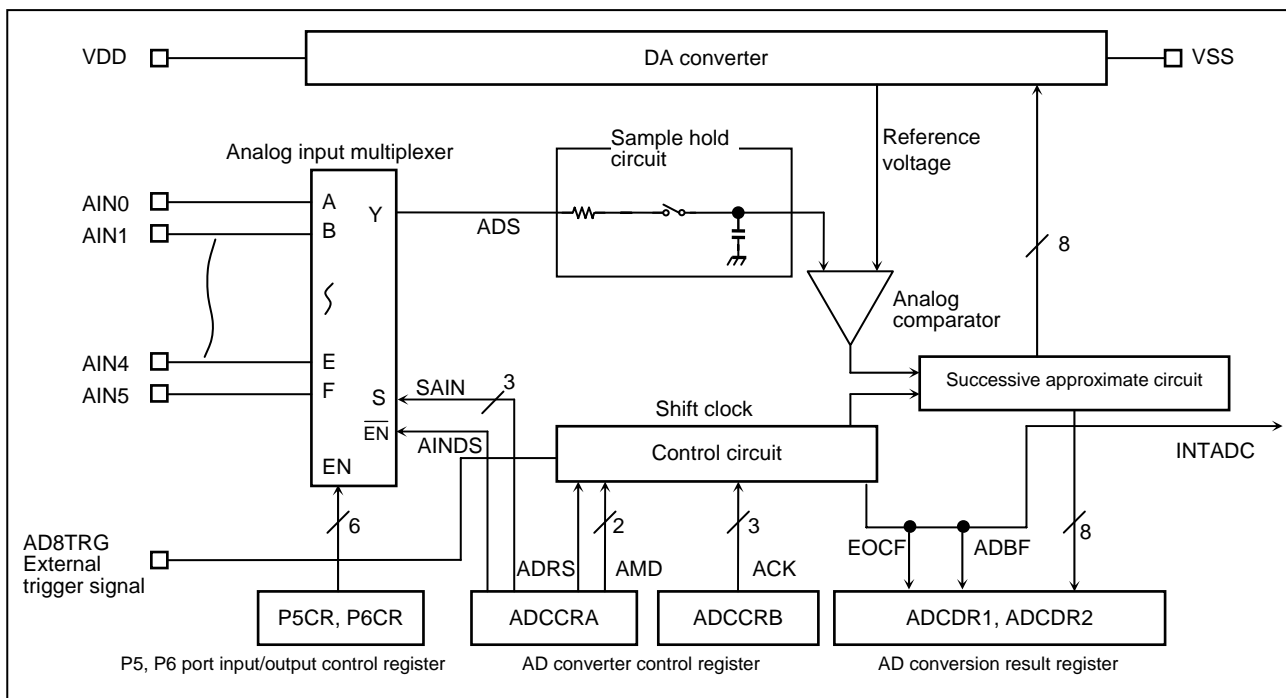 VDD
DA converter
VSS
Sample hold
circuit
Reference
voltage
Analog input multiplexer
AIN0
A
Y
ADS
AIN1
B
8
Analog
comparator
AIN4
E
AIN5
F
SAIN
3
S
Successive approximate circuit
Shift clock
EN
AINDS
Control circuit
INTADC
EN
6
2
3
EOCF
ADBF
8
AD8TRG
External
trigger signal
ADRS
AMD
ACK
P5CR, P6CR
ADCCRA
ADCCRB
ADCDR1, ADCDR2
P5, P6 port input/output control register
AD converter control register
AD conversion result register